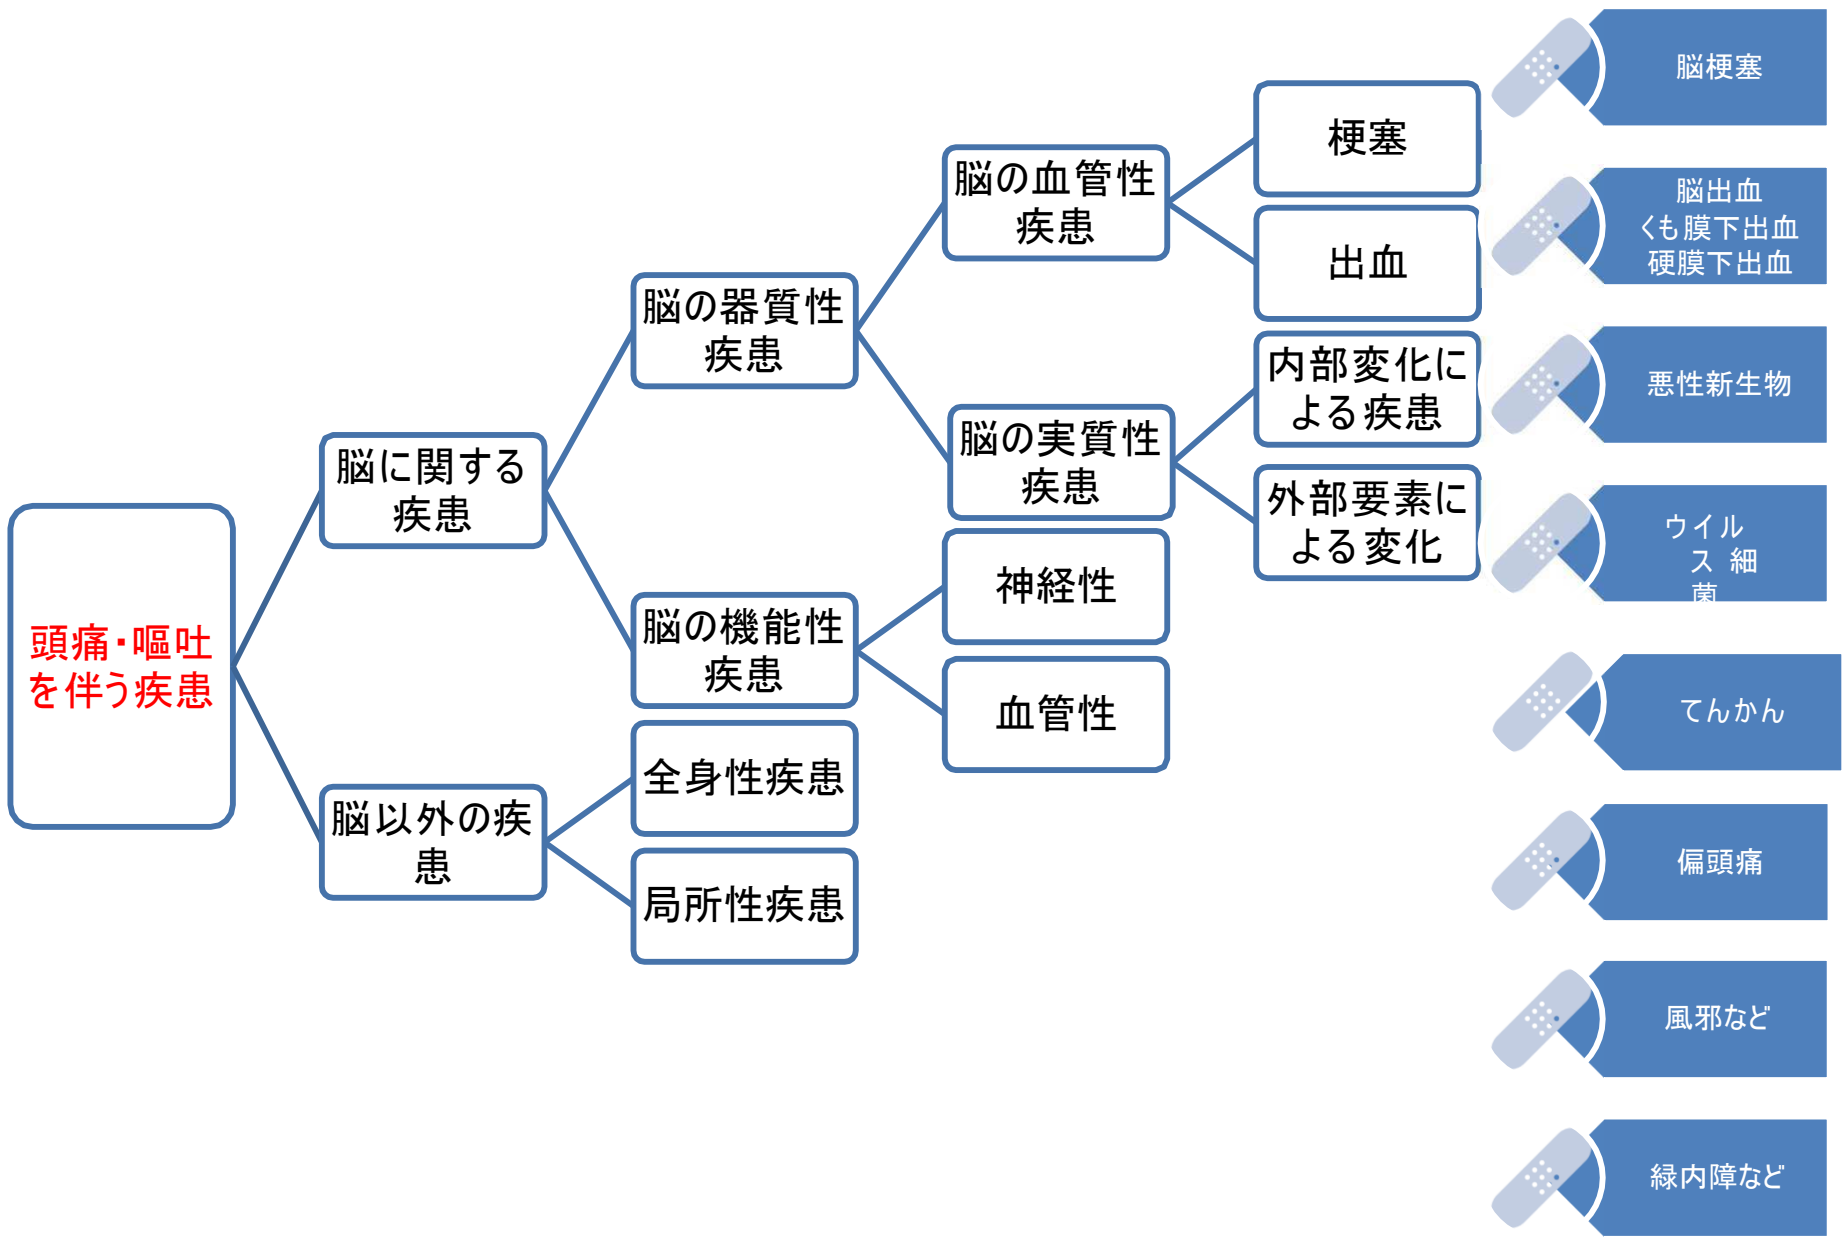 頭痛・嘔吐
を伴う疾患
脳に関する
疾患
脳以外の疾
患
脳の器質性
疾患
脳の機能性
疾患
全身性疾患
局所性疾患
脳の血管性
疾患
脳の実質性
疾患
神経性
血管性
梗塞
出血
内部変化に
よる疾患
外部要素に
よる変化
脳梗塞
脳出血
くも膜下出血
硬膜下出血
悪性新生物
ウイル
ス 細
菌
てんかん
偏頭痛
風邪など
緑内障など